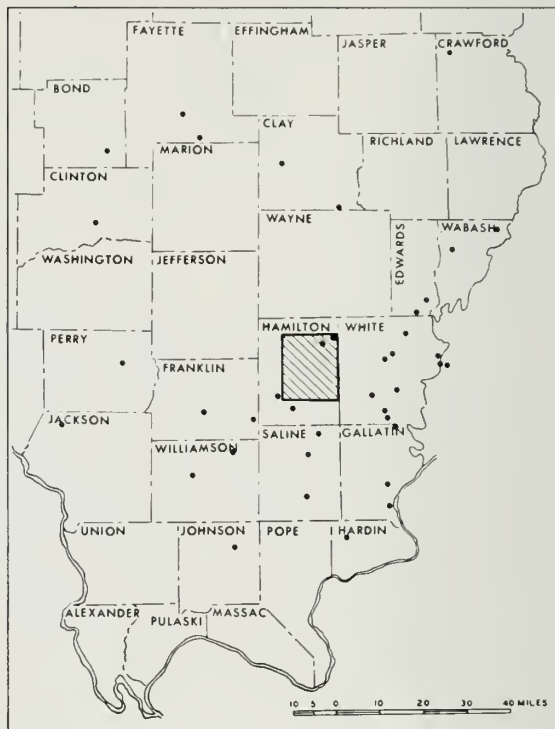 FAYETTE
EFFINGHAM
JASPER
CRAWFORD
BOND
CLAY
RICHLAND
LAWRENCE
MARION
CLINTON
WAYNE
EDWARDS
WABASH
WASHINGTON
JEFFERSON
HAMILTON
WHITE
PERRY
FRANKLIN
JACKSON
WILLIAMSON
SALINE
GALLATIN
UNION
JOHNSON
POPE
HARDIN
ALEXANDER
PULASKI
MASSAC
10 5 0 10 20 30 40 MILES